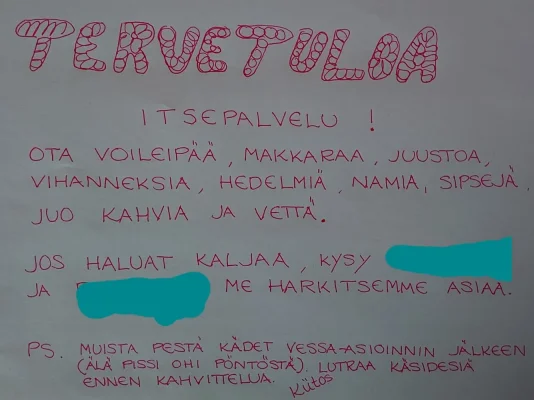 TERVETULOA
ITSEPALVELU !
OTA VOILEIPÄÄ, MAKKARAA, JUUSTOA,
VIHANNEKSIA, HEDELMIÄ, NAMIA, SIPSEJÄ,
JUO KAHVIA JA VETTÄ.
JOS HALUAT KALJAA, KYSY
JA ME HARKITSEMME ASIAA.
PS. MUISTA PESTÄ KÄDET VESSA-ASIOINNIN JÄLKEEN
(ÄLÄ PISSI OHI PÖNTÖSTÄ). LUTRAA KÄSIDESIÄ
ENNEN KAHVITTELUA. Kiitos